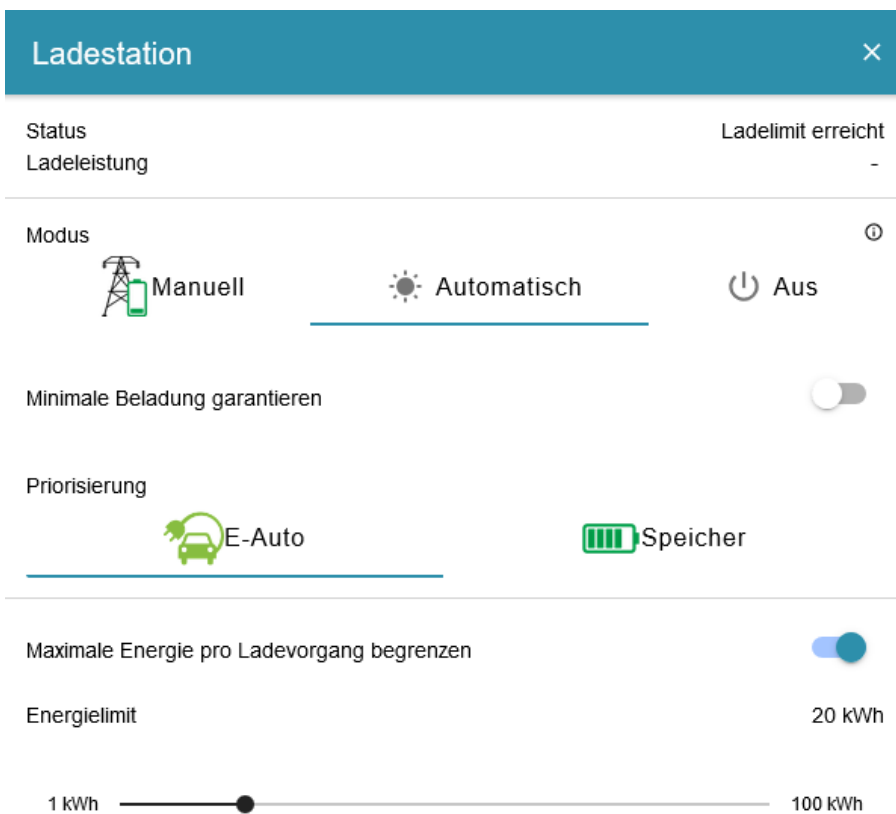 Ladestation
Status Ladelimit erreicht
Ladeleistung -
Modus
Manuell Automatisch Aus
Minimale Beladung garantieren
Priorisierung
E-Auto Speicher
Maximale Energie pro Ladevorgang begrenzen
Energielimit 20 kWh
1 kWh 100 kWh